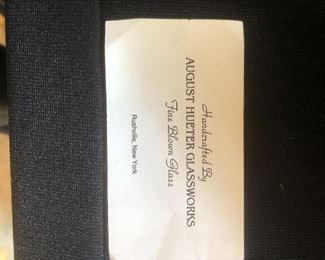 Handcrafted By
AUGUST HUETER GLASSWORKS
Fine Blown Glass
Rushville, New York